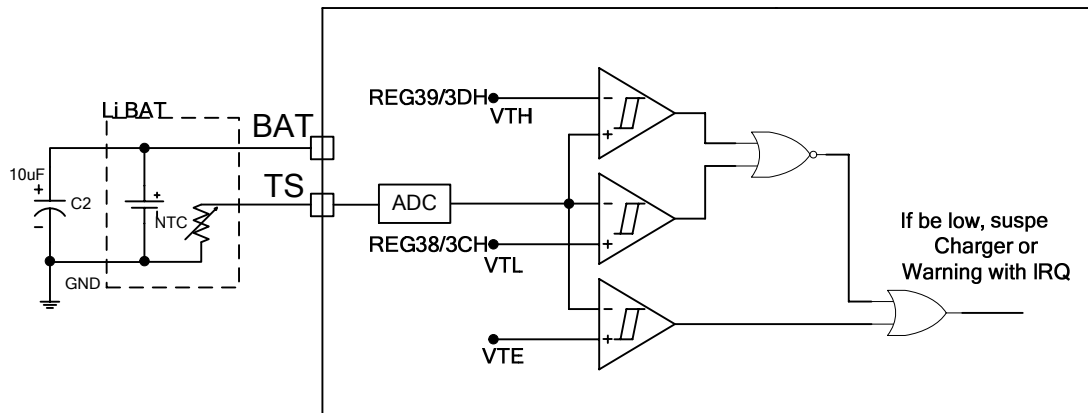 REG39/3DH
VTH
Li BAT
BAT
10uF
C2
NTC
TS
ADC
REG38/3CH
VTL
GND
If be low, suspe
Charger or
Warning with IRQ
VTE